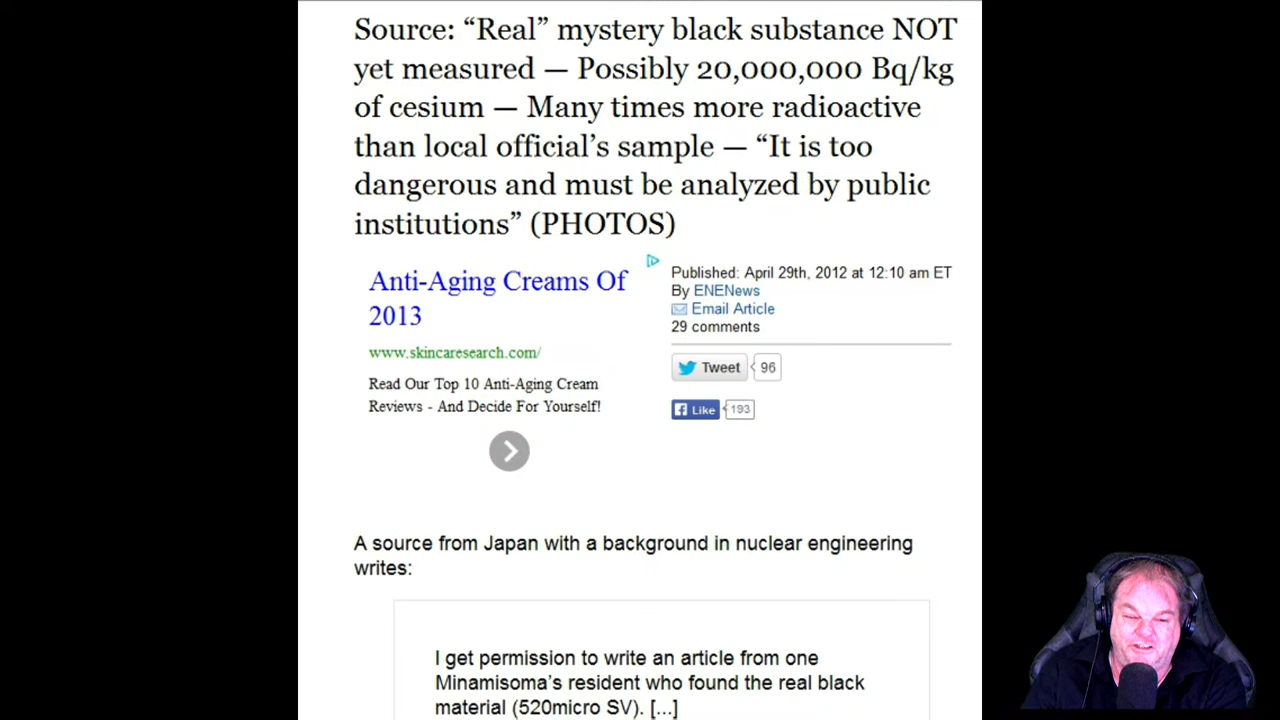 Source: “Real” mystery black substance NOT
yet measured — Possibly 20,000,000 Bq/kg
of cesium — Many times more radioactive
than local official’s sample — “It is too
dangerous and must be analyzed by public
institutions” (PHOTOS)
Anti-Aging Creams Of
2013
www.skincaresearch.com/
Read Our Top 10 Anti-Aging Cream
Reviews - And Decide For Yourself!
Published: April 29th, 2012 at 12:10 am ET
By ENENews
Email Article
29 comments
Tweet 96
Like 193
A source from Japan with a background in nuclear engineering
writes:
I get permission to write an article from one
Minamisoma’s resident who found the real black
material (520micro SV). [...]